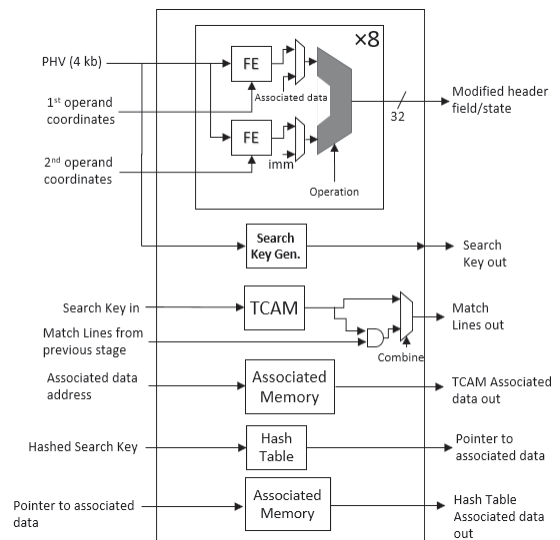 ×8
PHV (4 kb)
FE
1st operand
coordinates
Associated data
Modified header
field/state
32
FE
2nd operand
coordinates
imm
Operation
Search
Key Gen.
Search
Key out
Search Key in
TCAM
Match Lines from
previous stage
Combine
Match
Lines out
Associated data
address
Associated
Memory
TCAM Associated
data out
Hashed Search Key
Hash
Table
Pointer to
associated data
Pointer to associated
data
Associated
Memory
Hash Table
Associated data
out